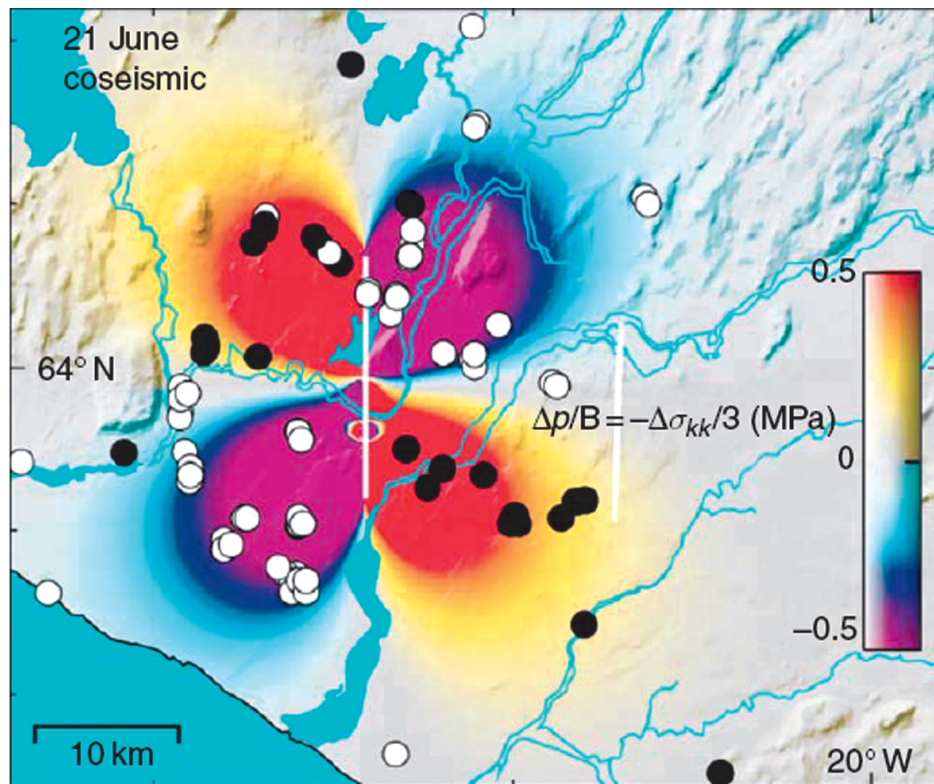 21 June
coseismic
0.5
64° N
Δp/B = −Δσkk/3 (MPa)
0
−0.5
10 km
20° W